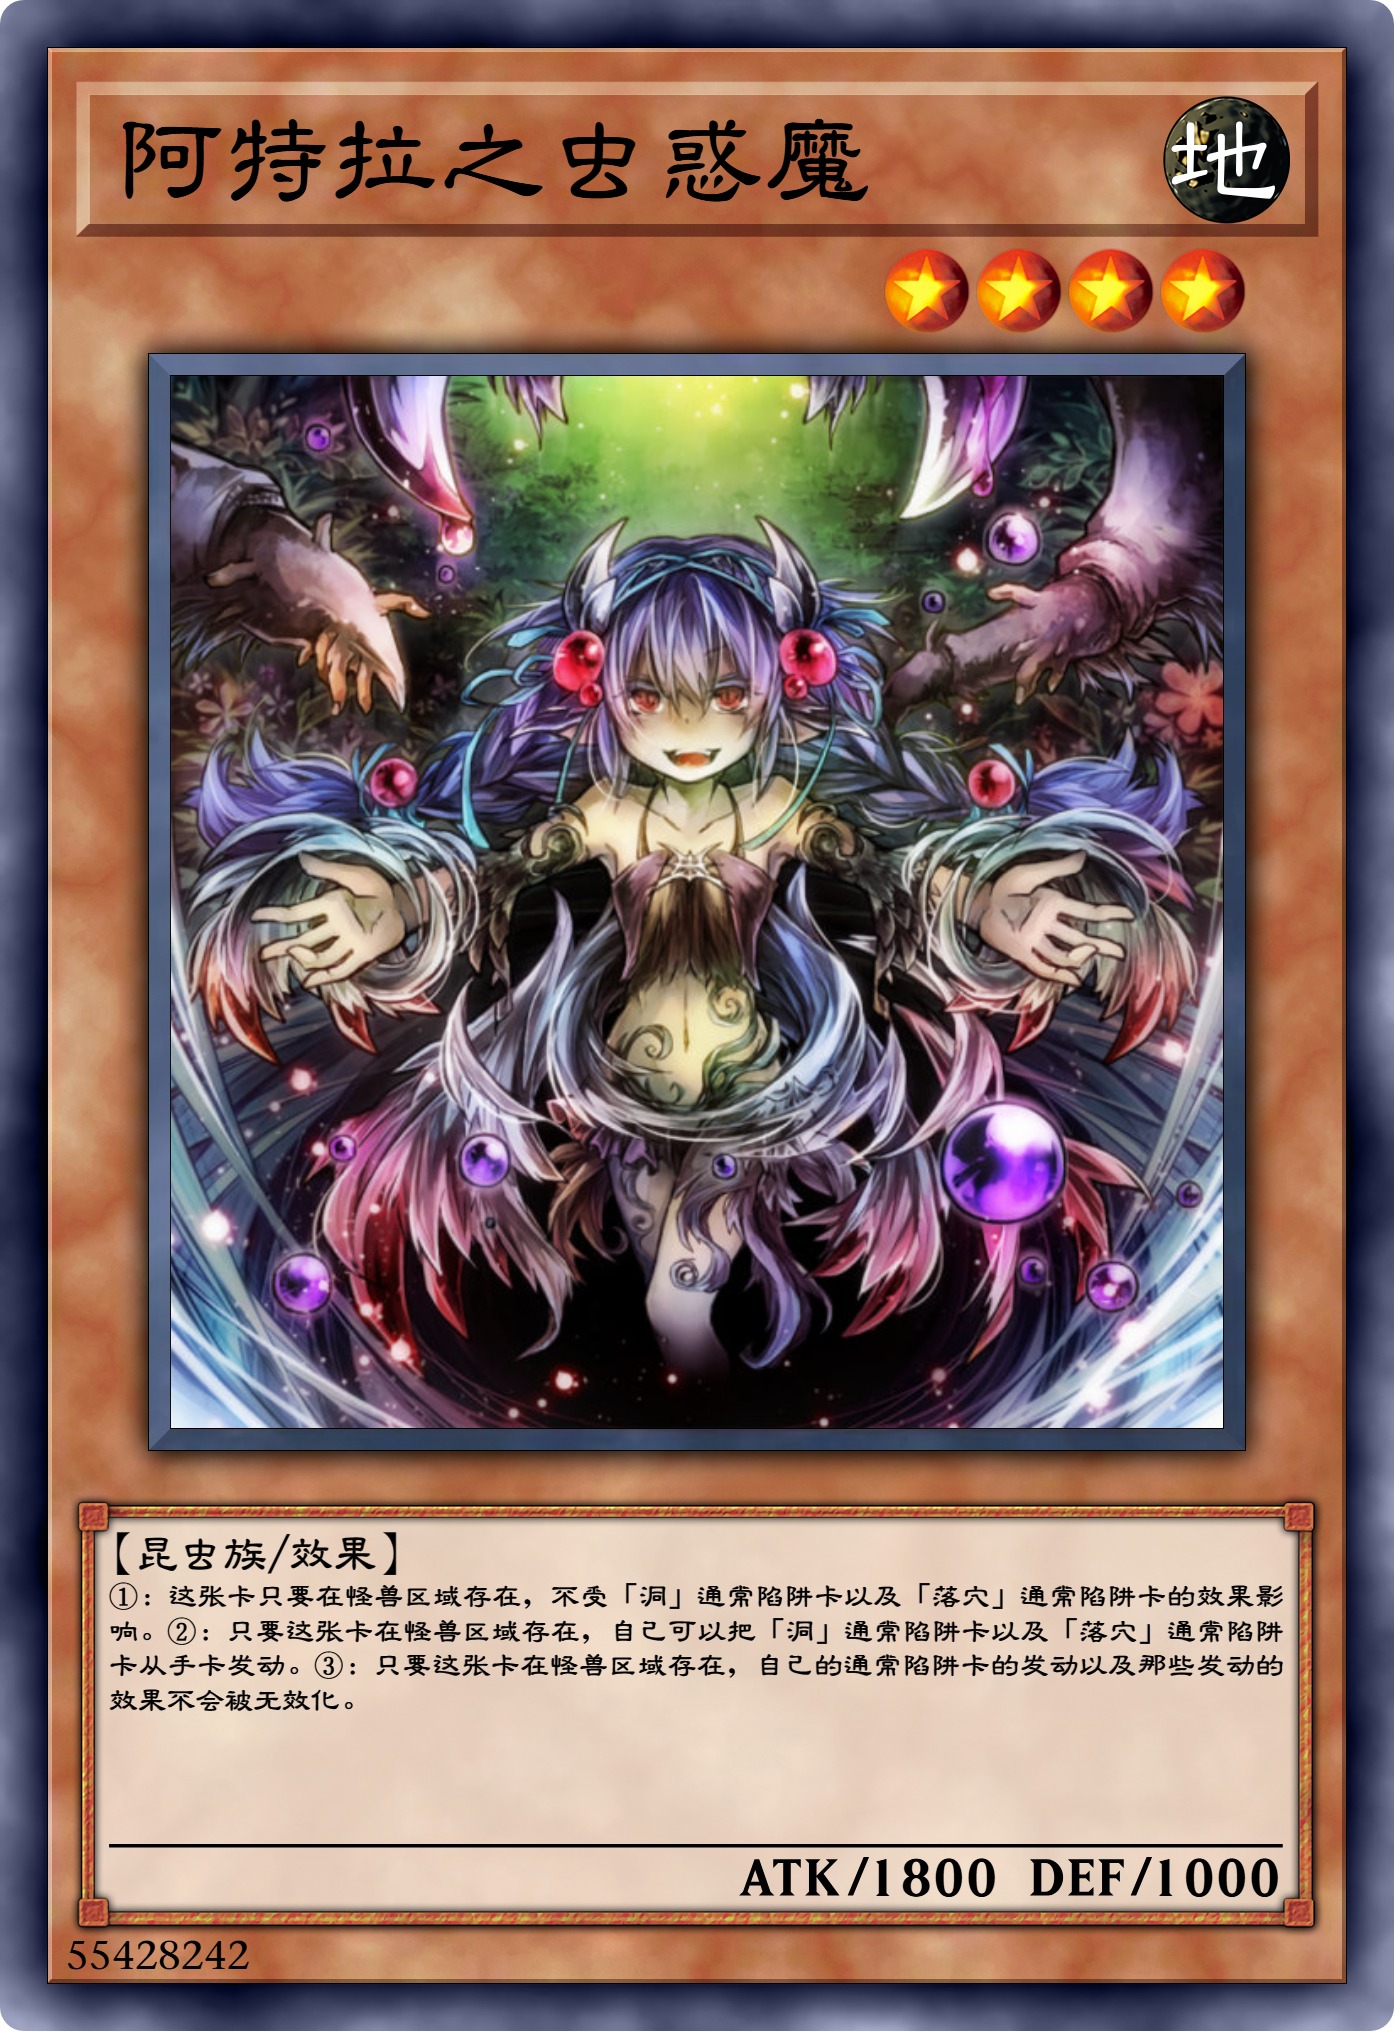 阿特拉之虫惑魔
地
【昆虫族/效果】
①：这张卡只要在怪兽区域存在，不受「洞」通常陷阱卡以及「落穴」通常陷阱卡的效果影
响。②：只要这张卡在怪兽区域存在，自己可以把「洞」通常陷阱卡以及「落穴」通常陷阱
卡从手卡发动。③：只要这张卡在怪兽区域存在，自己的通常陷阱卡的发动以及那些发动的
效果不会被无效化。
ATK/1800 DEF/1000
55428242